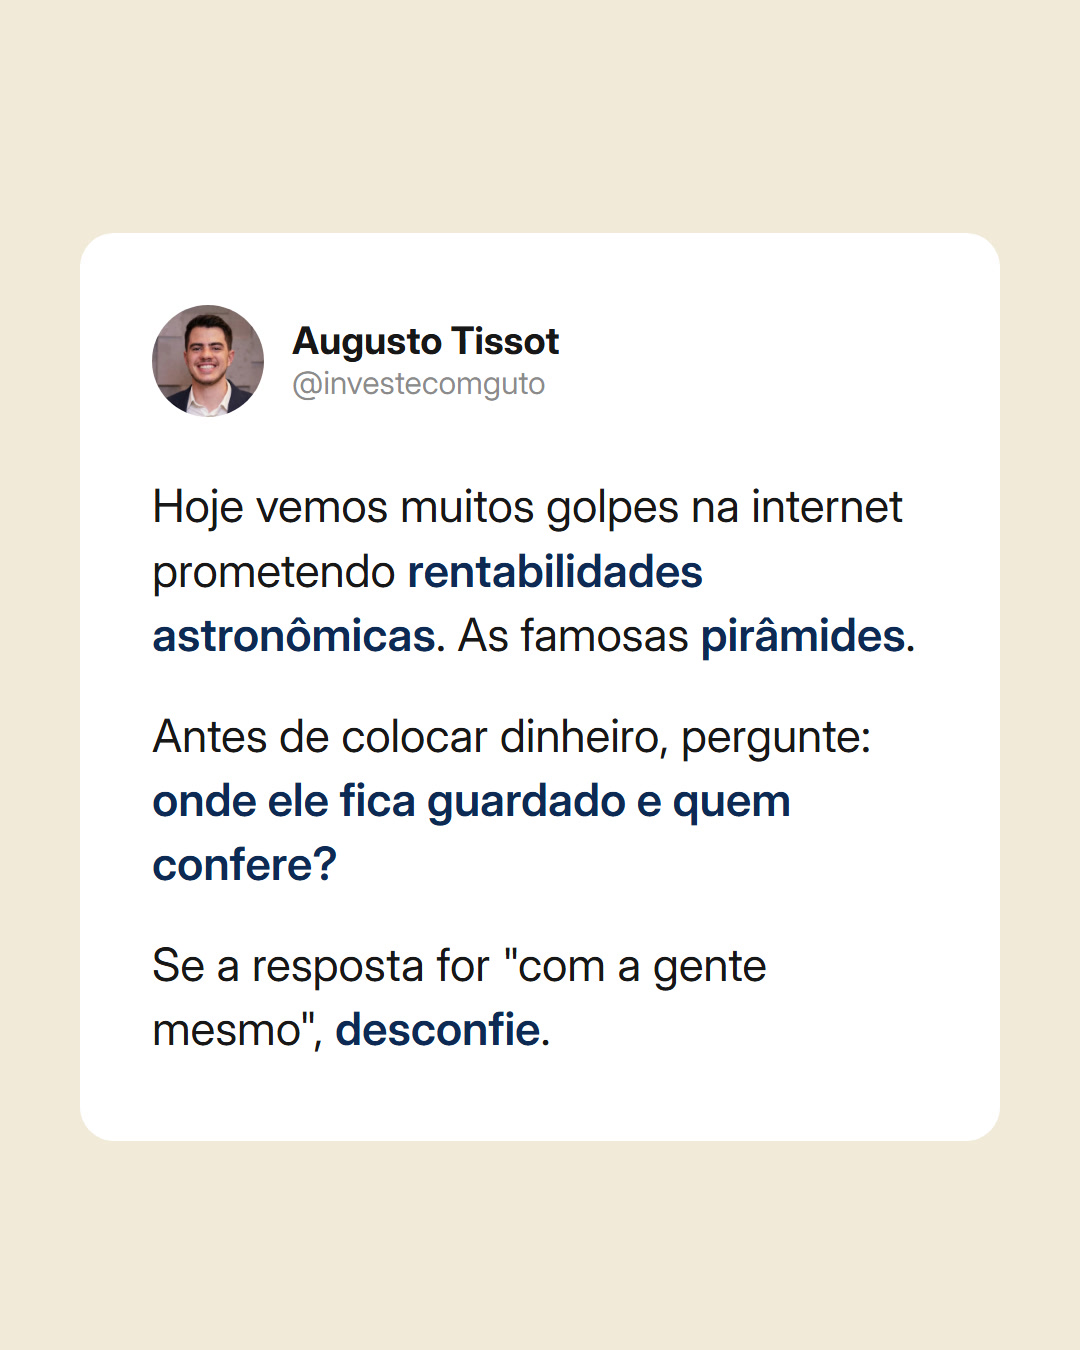 Augusto Tissot
@investecomguto
Hoje vemos muitos golpes na internet
prometendo rentabilidades
astronômicas. As famosas pirâmides.
Antes de colocar dinheiro, pergunte:
onde ele fica guardado e quem
confere?
Se a resposta for "com a gente
mesmo", desconfie.